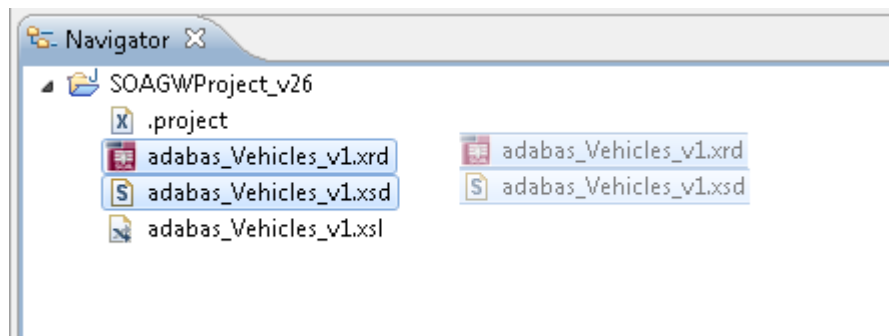 Navigator
SOAGWProject_v26
.project
adabas_Vehicles_v1.xrd
adabas_Vehicles_v1.xrd
adabas_Vehicles_v1.xsd
adabas_Vehicles_v1.xsd
adabas_Vehicles_v1.xsl